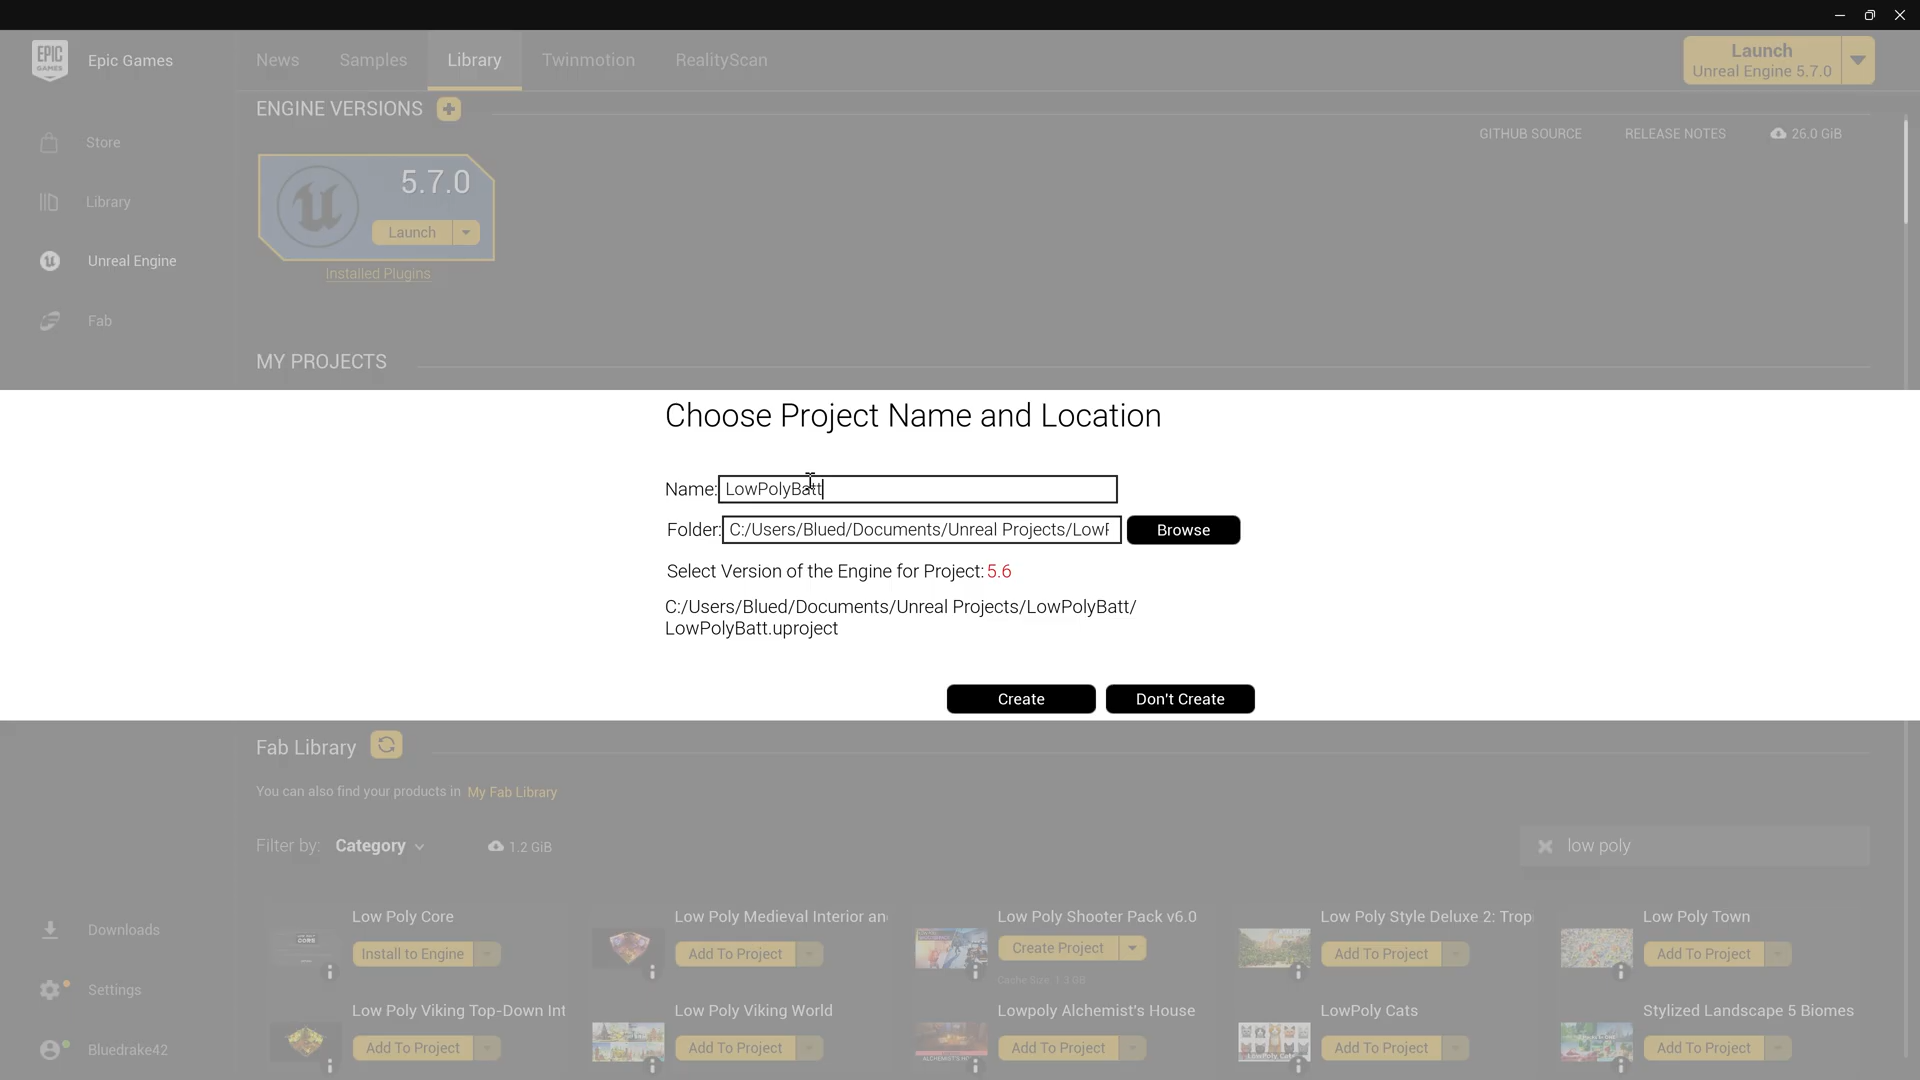 EPIC
GAMES
Epic Games
News
Samples
Library
Twinmotion
RealityScan
Launch
Unreal Engine 5.7.0
ENGINE VERSIONS
GITHUB SOURCE
RELEASE NOTES
26.0 GiB
Store
Library
Unreal Engine
Fab
5.7.0
Launch
Installed Plugins
MY PROJECTS
Choose Project Name and Location
Name: LowPolyBatt
Folder: C:/Users/Blued/Documents/Unreal Projects/LowP
Browse
Select Version of the Engine for Project: 5.6
C:/Users/Blued/Documents/Unreal Projects/LowPolyBatt/
LowPolyBatt.uproject
Create
Don't Create
Fab Library
You can also find your products in My Fab Library
Filter by: Category
1.2 GiB
low poly
Low Poly Core
Install to Engine
Low Poly Medieval Interior an
Add To Project
Low Poly Shooter Pack v6.0
Create Project
Cache Size: 1.3 GB
Low Poly Style Deluxe 2: Trop
Add To Project
Low Poly Town
Add To Project
Low Poly Viking Top-Down Int
Add To Project
Low Poly Viking World
Add To Project
Lowpoly Alchemist's House
Add To Project
LowPoly Cats
Add To Project
Stylized Landscape 5 Biomes
Add To Project
Downloads
Settings
Bluedrake42